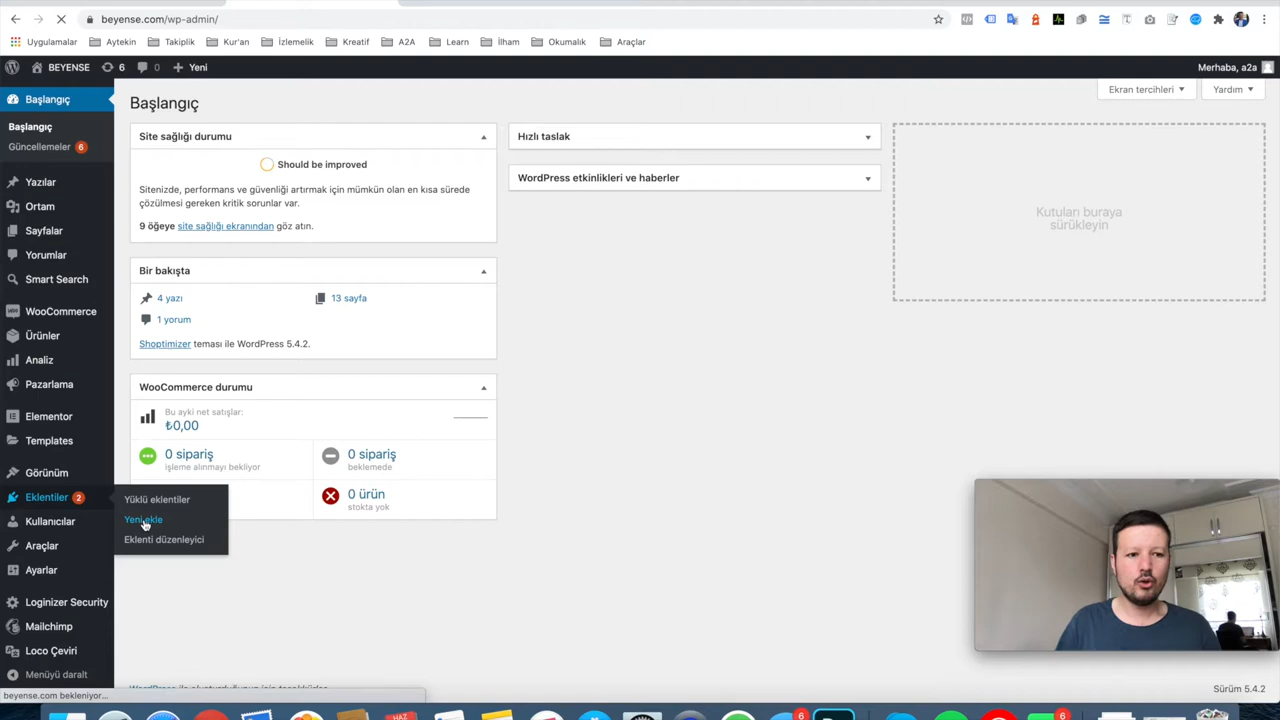 beyense.com/wp-admin/
Uygulamalar
Aytekin
Takiplik
Kur'an
İzlemelik
Kreatif
A2A
Learn
İlham
Okumalık
Araçlar
BEYENSE
6
0
Yeni
Merhaba, a2a
Başlangıç
Başlangıç
Güncellemeler 6
Yazılar
Ortam
Sayfalar
Yorumlar
Smart Search
WooCommerce
Ürünler
Analiz
Pazarlama
Elementor
Templates
Görünüm
Eklentiler 2
Kullanıcılar
Araçlar
Ayarlar
Loginizer Security
Mailchimp
Loco Çeviri
Menüyü daralt
Yüklü eklentiler
Yeni ekle
Eklenti düzenleyici
Başlangıç
Ekran tercihleri
Yardım
Site sağlığı durumu
Should be improved
Sitenizde, performans ve güvenliği artırmak için mümkün olan en kısa sürede
çözülmesi gereken kritik sorunlar var.
9 öğeye site sağlığı ekranından göz atın.
Bir bakışta
4 yazı
13 sayfa
1 yorum
Shoptimizer teması ile WordPress 5.4.2.
WooCommerce durumu
Bu ayki net satışlar:
₺0,00
0 sipariş
işleme alınmayı bekliyor
0 sipariş
beklemede
0 ürün
stokta yok
Hızlı taslak
WordPress etkinlikleri ve haberler
Kutuları buraya
sürükleyin
beyense.com bekleniyor...
Sürüm 5.4.2
HAZ
6
6